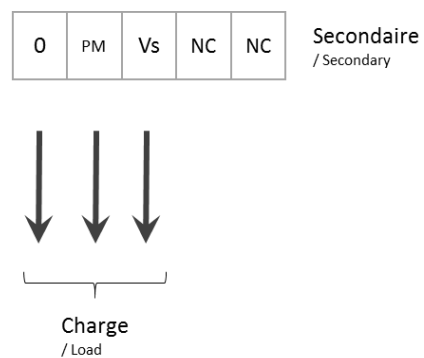 0 PM Vs NC NC
Secondaire
/ Secondary
Charge
/ Load